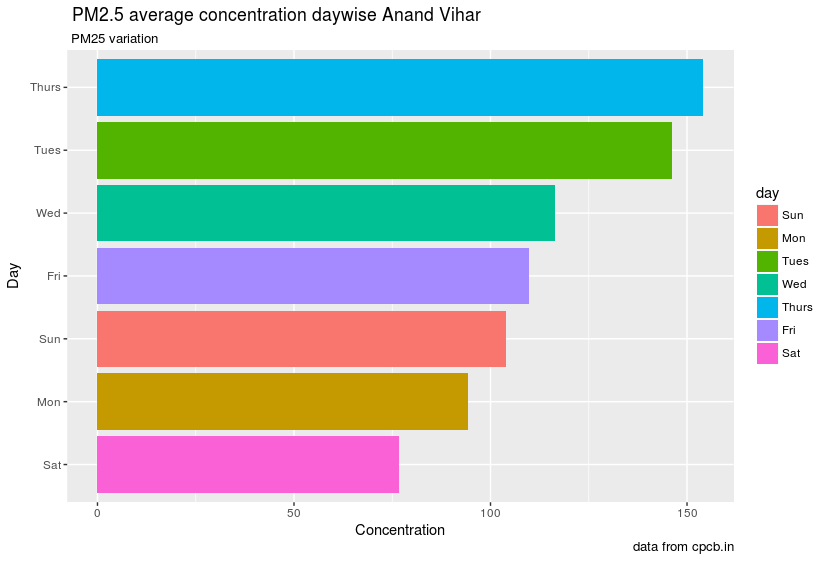 PM2.5 average concentration daywise Anand Vihar
PM25 variation
Thurs
Tues
Wed
Fri
Sun
Mon
Sat
Day
0 50 100 150
Concentration
data from cpcb.in
day
Sun
Mon
Tues
Wed
Thurs
Fri
Sat